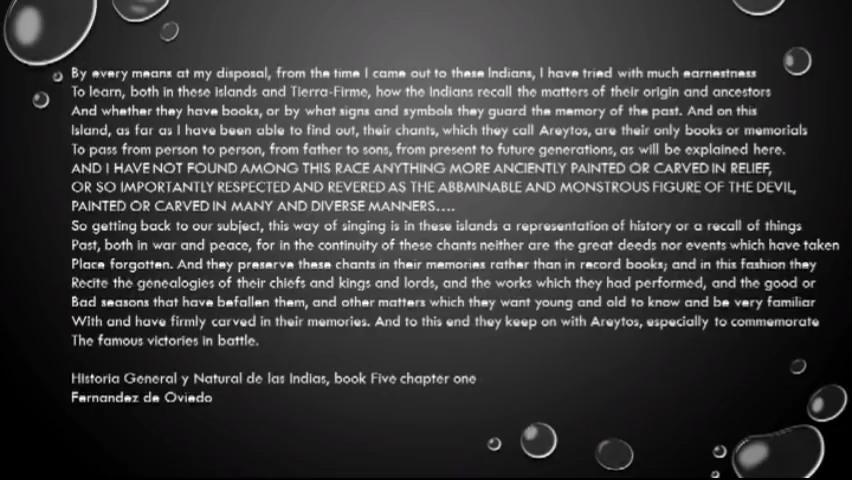 By every means at my disposal, from the time I came out to these Indians, I have tried with much earnestness
To learn, both in these islands and Tierra-Firme, how the Indians recall the matters of their origin and ancestors
And whether they have books, or by what signs and symbols they guard the memory of the past. And on this
Island, as far as I have been able to find out, their chants, which they call Areytos, are their only books or memorials
To pass from person to person, from father to sons, from present to future generations, as will be explained here.
AND I HAVE NOT FOUND AMONG THIS RACE ANYTHING MORE ANCIENTLY PAINTED OR CARVED IN RELIEF,
OR SO IMPORTANTLY RESPECTED AND REVERED AS THE ABBMINABLE AND MONSTROUS FIGURE OF THE DEVIL,
PAINTED OR CARVED IN MANY AND DIVERSE MANNERS....
So getting back to our subject, this way of singing is in these islands a representation of history or a recall of things
Past, both in war and peace, for in the continuity of these chants neither are the great deeds nor events which have taken
Place forgotten. And they preserve these chants in their memories rather than in record books; and in this fashion they
Recite the genealogies of their chiefs and kings and lords, and the works which they had performed, and the good or
Bad seasons that have befallen them, and other matters which they want young and old to know and be very familiar
With and have firmly carved in their memories. And to this end they keep on with Areytos, especially to commemorate
The famous victories in battle.
Historia General y Natural de las Indias, book Five chapter one
Fernandez de Oviedo